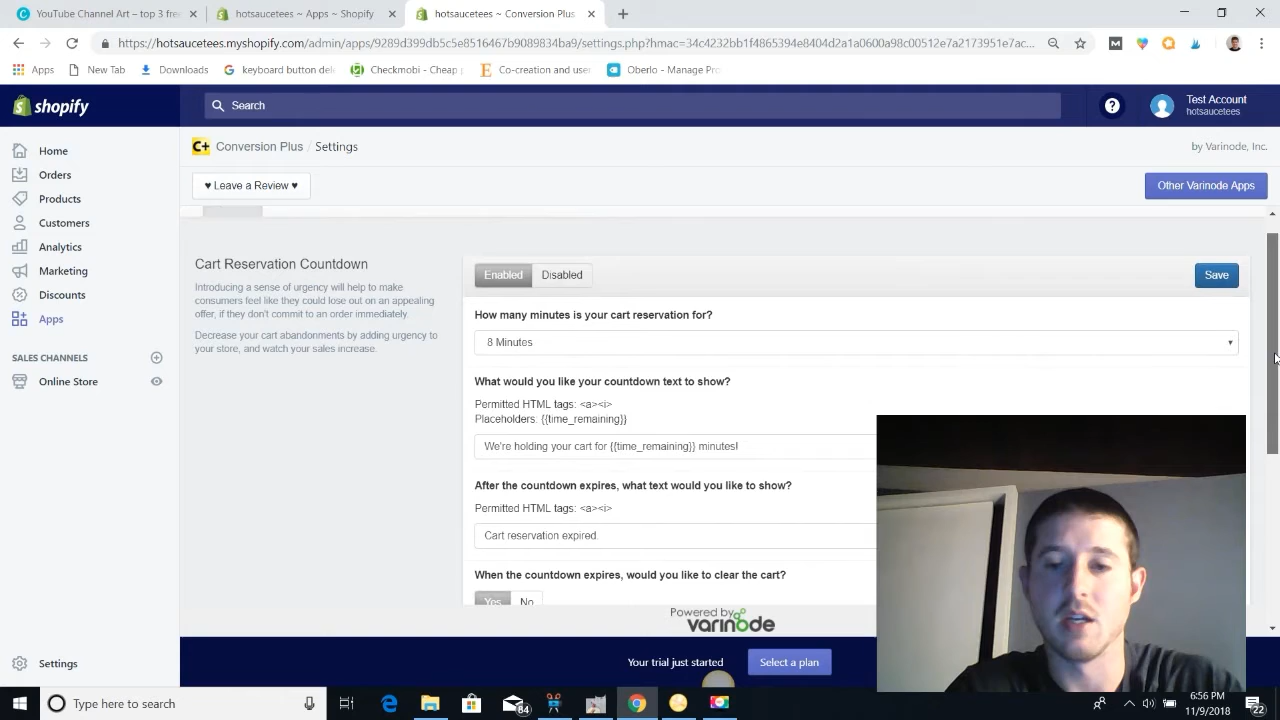 YouTube Channel Art - top 3 free
hotsaucetees ~ Apps ~ Shopify
hotsaucetees ~ Conversion Plus
https://hotsaucetees.myshopify.com/admin/apps/9289d399db5c5e8516467b9089834ba9/settings.php?hmac=34c4232bb1f4865394e8404d2a1a0600a98c00512e7a2173951e7ac...
Apps
New Tab
Downloads
keyboard button del
Checkmobi - Cheap p
Co-creation and user
Oberlo - Manage Pro
shopify
Search
Test Account
hotsaucetees
Home
Orders
Products
Customers
Analytics
Marketing
Discounts
Apps
SALES CHANNELS
Online Store
Settings
C+ Conversion Plus / Settings
by Varinode, Inc.
♥ Leave a Review ♥
Other Varinode Apps
Cart Reservation Countdown
Introducing a sense of urgency will help to make
consumers feel like they could lose out on an appealing
offer, if they don't commit to an order immediately.
Decrease your cart abandonments by adding urgency to
your store, and watch your sales increase.
Enabled Disabled
Save
How many minutes is your cart reservation for?
8 Minutes
What would you like your countdown text to show?
Permitted HTML tags: <a><i>
Placeholders: {{time_remaining}}
We're holding your cart for {{time_remaining}} minutes!
After the countdown expires, what text would you like to show?
Permitted HTML tags: <a><i>
Cart reservation expired.
When the countdown expires, would you like to clear the cart?
Yes No
Powered by
varinode
Your trial just started
Select a plan
Type here to search
84
6:56 PM
11/9/2018
22